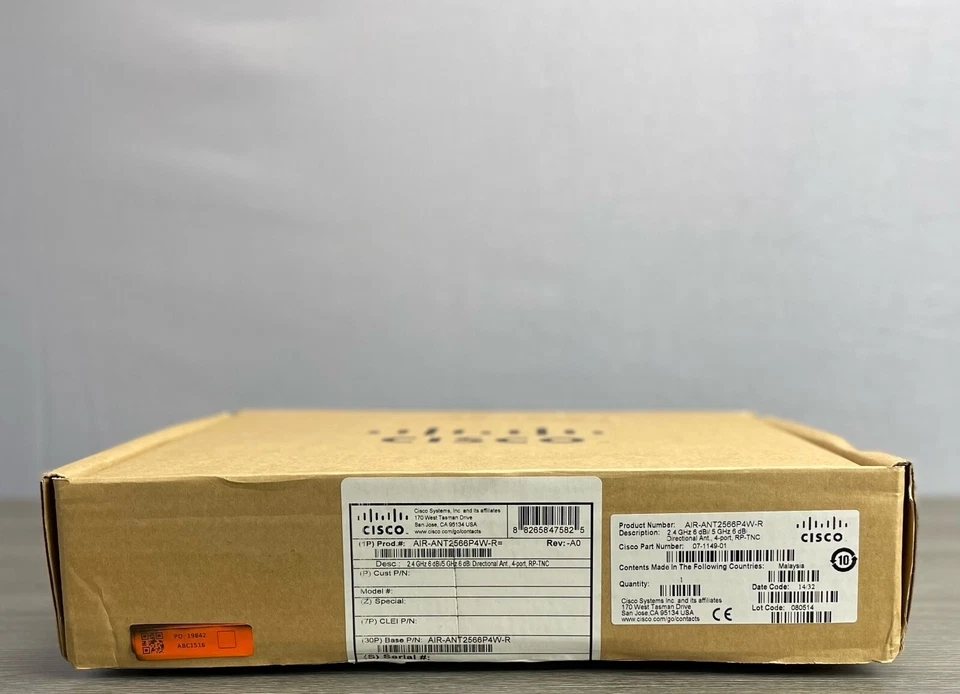 CISCO
CISCO
Cisco Systems, Inc. and its affiliates
170 West Tasman Drive
San Jose, CA 95134 USA
www.cisco.com/go/contacts
8 82658 47582 5
(1P) Prod.#: AIR-ANT2566P4W-R= Rev:-A0
Desc.: 2.4 GHz 6 dBi/5 GHz 6 dBi Directional Ant., 4-port, RP-TNC
(P) Cust P/N:
Model #:
(Z) Special:
(7P) CLEI P/N:
(30P) Base P/N: AIR-ANT2566P4W-R
(S) Serial #:
Product Number: AIR-ANT2566P4W-R
Description: 2.4 GHz 6 dBi/ 5 GHz 6 dBi
Directional Ant., 4-port, RP-TNC
Cisco Part Number: 07-1149-01
Contents Made In The Following Countries: Malaysia
Quantity: 1
Date Code: 14/32
Lot Code: 080514
Cisco Systems Inc. and its affiliates
170 West Tasman Drive
San Jose,CA 95134 USA
www.cisco.com/go/contacts
CE
CISCO
10
PD 19842
ABC1516